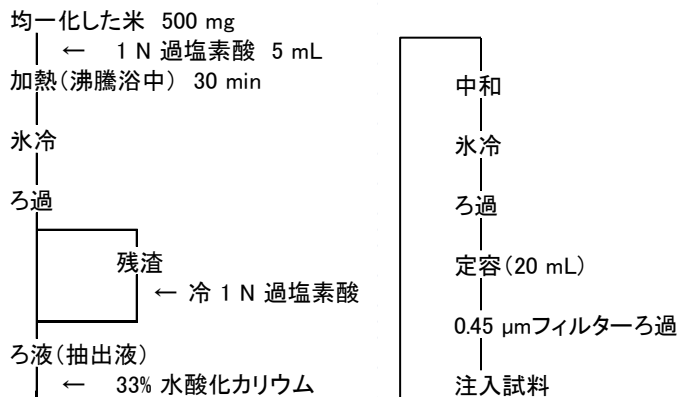 均一化した米 500 mg
← 1 N 過塩素酸 5 mL
加熱(沸騰浴中) 30 min
氷冷
ろ過
残渣
← 冷 1 N 過塩素酸
ろ液(抽出液)
← 33% 水酸化カリウム
中和
氷冷
ろ過
定容(20 mL)
0.45 μmフィルターろ過
注入試料